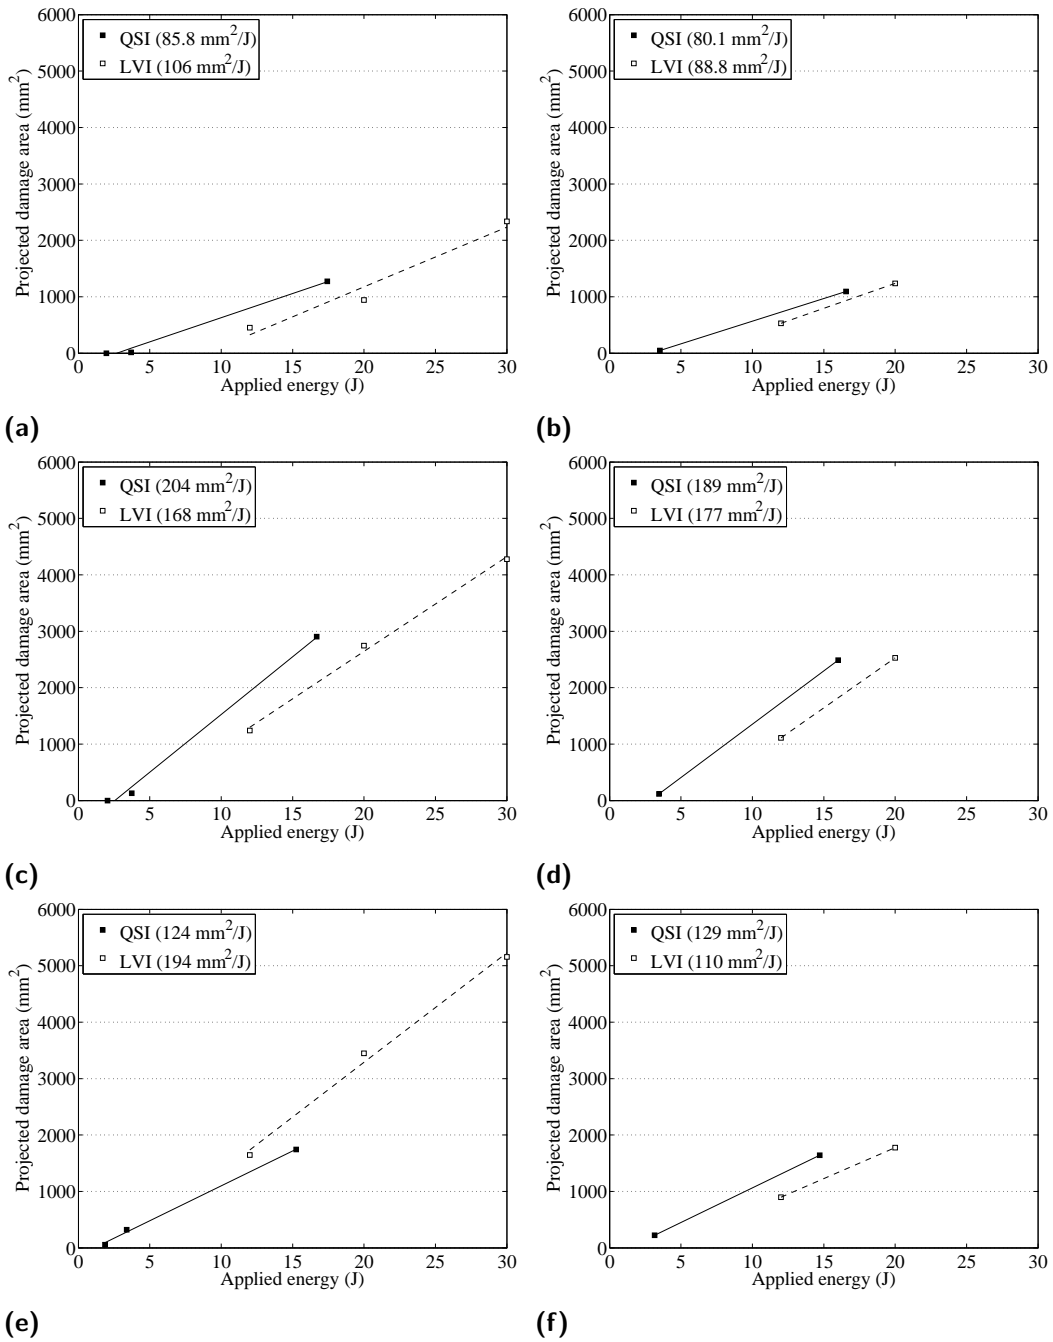 6000
5000
4000
3000
2000
1000
0
0 5 10 15 20 25 30
Applied energy (J)
Projected damage area (mm²)
QSI (85.8 mm²/J)
LVI (106 mm²/J)
(a)
6000
5000
4000
3000
2000
1000
0
0 5 10 15 20 25 30
Applied energy (J)
Projected damage area (mm²)
QSI (80.1 mm²/J)
LVI (88.8 mm²/J)
(b)
6000
5000
4000
3000
2000
1000
0
0 5 10 15 20 25 30
Applied energy (J)
Projected damage area (mm²)
QSI (204 mm²/J)
LVI (168 mm²/J)
(c)
6000
5000
4000
3000
2000
1000
0
0 5 10 15 20 25 30
Applied energy (J)
Projected damage area (mm²)
QSI (189 mm²/J)
LVI (177 mm²/J)
(d)
6000
5000
4000
3000
2000
1000
0
0 5 10 15 20 25 30
Applied energy (J)
Projected damage area (mm²)
QSI (124 mm²/J)
LVI (194 mm²/J)
(e)
6000
5000
4000
3000
2000
1000
0
0 5 10 15 20 25 30
Applied energy (J)
Projected damage area (mm²)
QSI (129 mm²/J)
LVI (110 mm²/J)
(f)